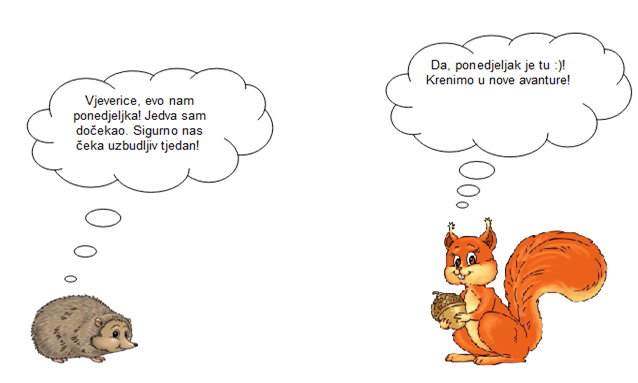 Vjeverice, evo nam
ponedjeljka! Jedva sam
dočekao. Sigurno nas
čeka uzbudljiv tjedan!
Da, ponedjeljak je tu :)!
Krenimo u nove avanture!